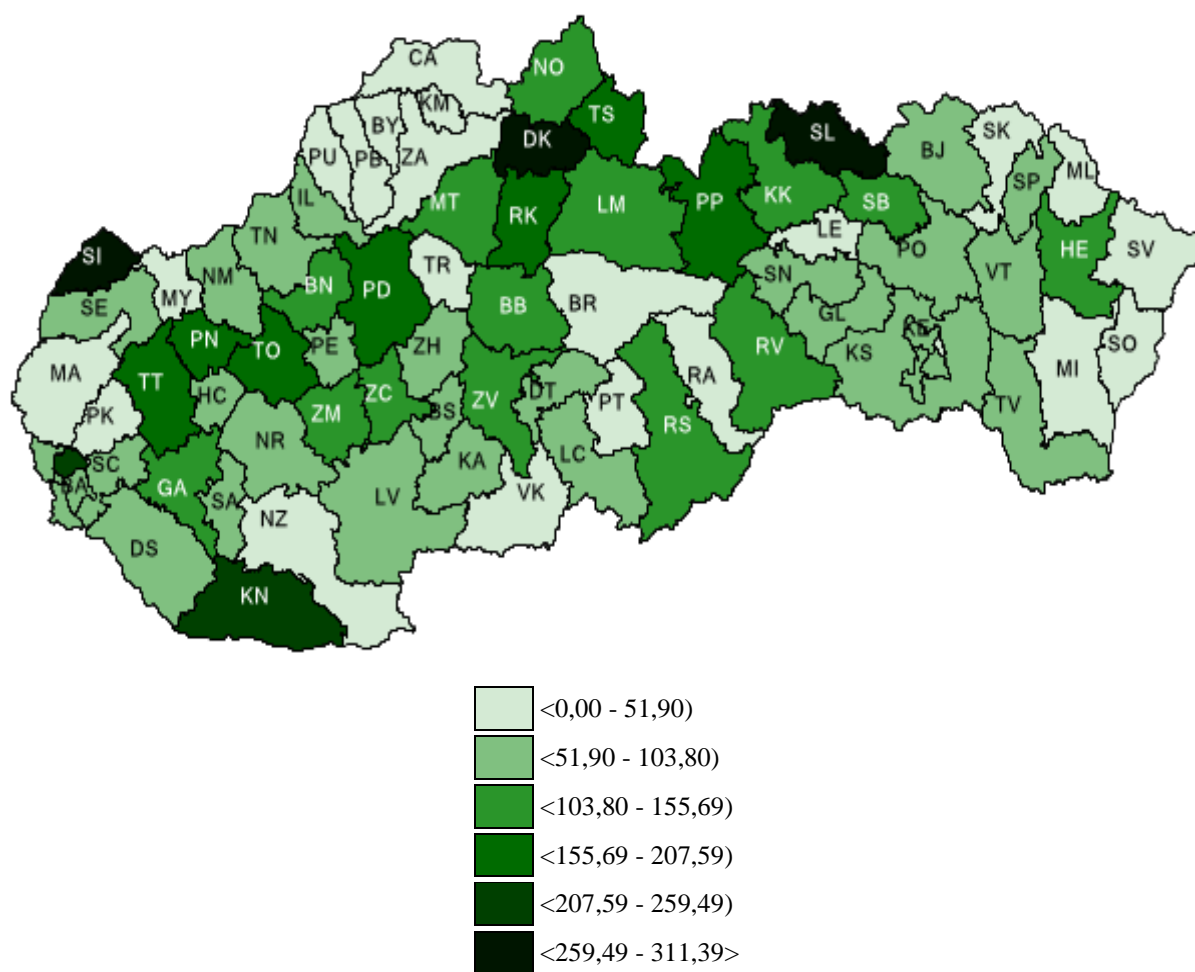 CA
NO
KM
TS
BY
DK
PU
PB
ZA
SL
SK
BJ
ML
SP
IL
MT
RK
LM
PP
KK
SB
LE
TN
PO
HE
SV
SI
NM
TR
SN
VT
SE
MY
BN
PD
BB
BR
GL
KE
PN
TO
PE
ZH
RV
KS
SO
MA
TT
HC
RA
MI
PK
ZM
ZC
BS
ZV
DT
PT
RS
TV
NR
SC
KA
LC
BA
GA
SA
LV
VK
NZ
DS
KN
<0,00 - 51,90)
<51,90 - 103,80)
<103,80 - 155,69)
<155,69 - 207,59)
<207,59 - 259,49)
<259,49 - 311,39>